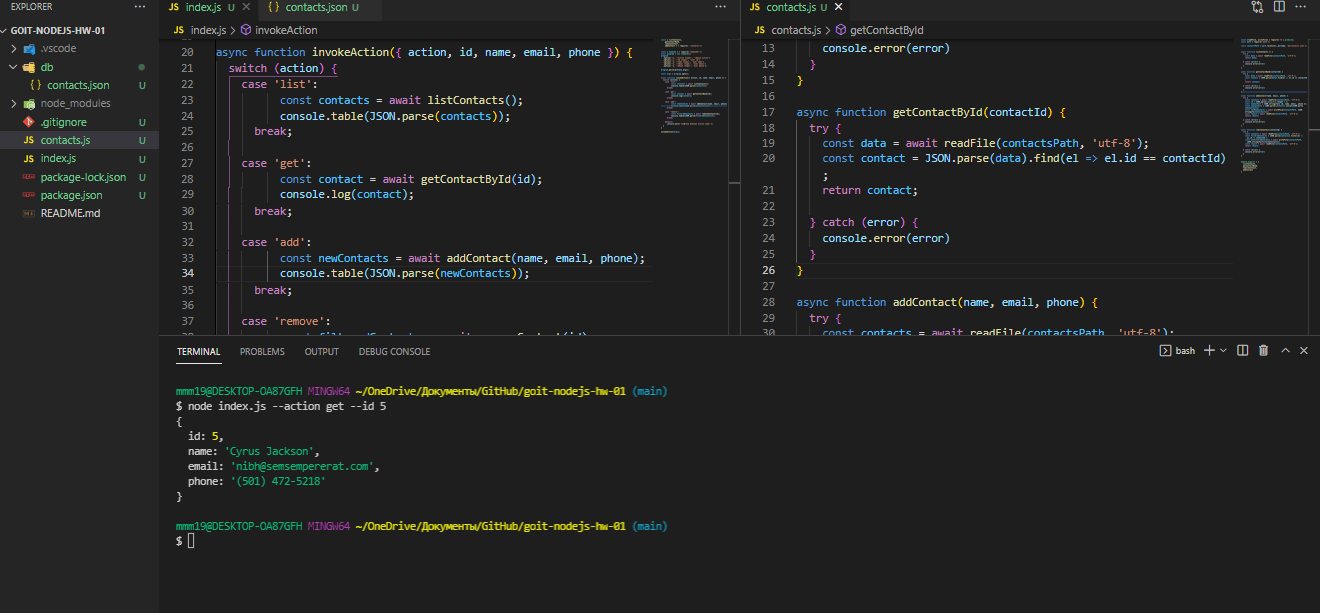 EXPLORER
GOIT-NODEJS-HW-01
.vscode
db
contacts.json U
node_modules
.gitignore U
contacts.js U
index.js U
package-lock.json U
package.json U
README.md
index.js U
contacts.json U
index.js > invokeAction
20 async function invokeAction({ action, id, name, email, phone }) {
21 switch (action) {
22 case 'list':
23 const contacts = await listContacts();
24 console.table(JSON.parse(contacts));
25 break;
26
27 case 'get':
28 const contact = await getContactById(id);
29 console.log(contact);
30 break;
31
32 case 'add':
33 const newContacts = await addContact(name, email, phone);
34 console.table(JSON.parse(newContacts));
35 break;
36
37 case 'remove':
contacts.js U
contacts.js > getContactById
13 console.error(error)
14 }
15 }
16
17 async function getContactById(contactId) {
18 try {
19 const data = await readFile(contactsPath, 'utf-8');
20 const contact = JSON.parse(data).find(el => el.id == contactId)
;
21 return contact;
22
23 } catch (error) {
24 console.error(error)
25 }
26 }
27
28 async function addContact(name, email, phone) {
29 try {
30 const contacts = await readFile(contactsPath, 'utf-8');
TERMINAL PROBLEMS OUTPUT DEBUG CONSOLE
bash
mmm19@DESKTOP-OA87GFH MINGW64 ~/OneDrive/Документы/GitHub/goit-nodejs-hw-01 (main)
$ node index.js --action get --id 5
{
id: 5,
name: 'Cyrus Jackson',
email: 'nibh@semsempererat.com',
phone: '(501) 472-5218'
}
mmm19@DESKTOP-OA87GFH MINGW64 ~/OneDrive/Документы/GitHub/goit-nodejs-hw-01 (main)
$